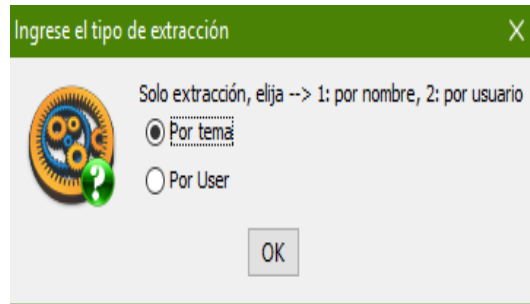 Ingrese el tipo de extracción
Solo extracción, elija --> 1: por nombre, 2: por usuario
Por tema
Por User
OK